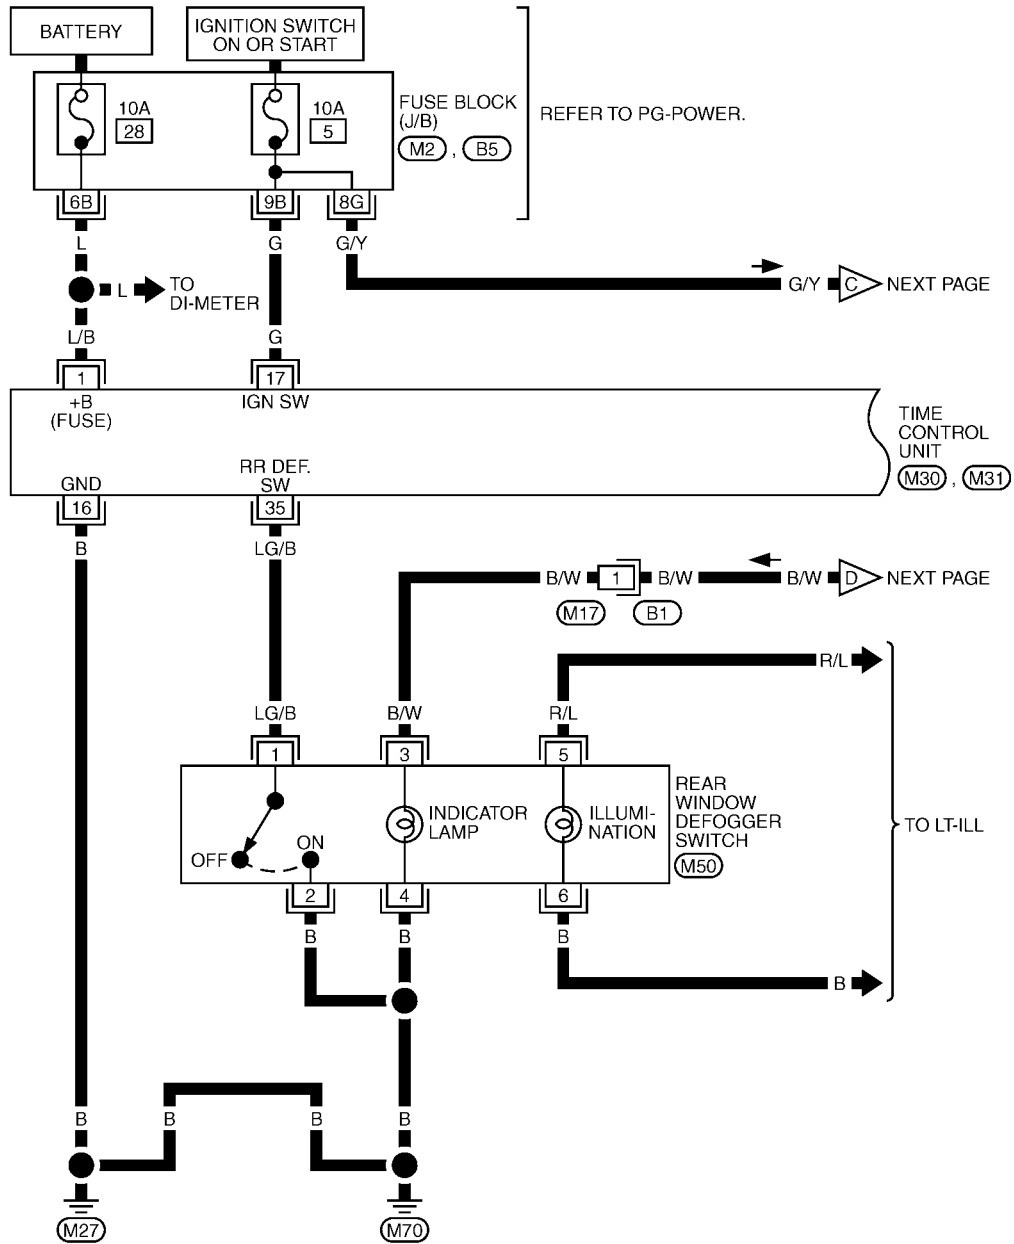 BATTERY
IGNITION SWITCH
ON OR START
10A
28
10A
5
FUSE BLOCK
(J/B)
M2 , B5
REFER TO PG-POWER.
6B
9B
8G
L
G
G/Y
L
TO
DI-METER
G/Y
C
NEXT PAGE
L/B
G
1
17
+B
(FUSE)
IGN SW
TIME
CONTROL
UNIT
M30 , M31
GND
RR DEF.
SW
16
35
B
LG/B
B/W
1
B/W
B/W
D
NEXT PAGE
M17
B1
R/L
LG/B
B/W
R/L
1
3
5
INDICATOR
LAMP
ILLUMI-
NATION
REAR
WINDOW
DEFOGGER
SWITCH
M50
TO LT-ILL
OFF
ON
2
4
6
B
B
B
B
B
B
B
B
M27
M70